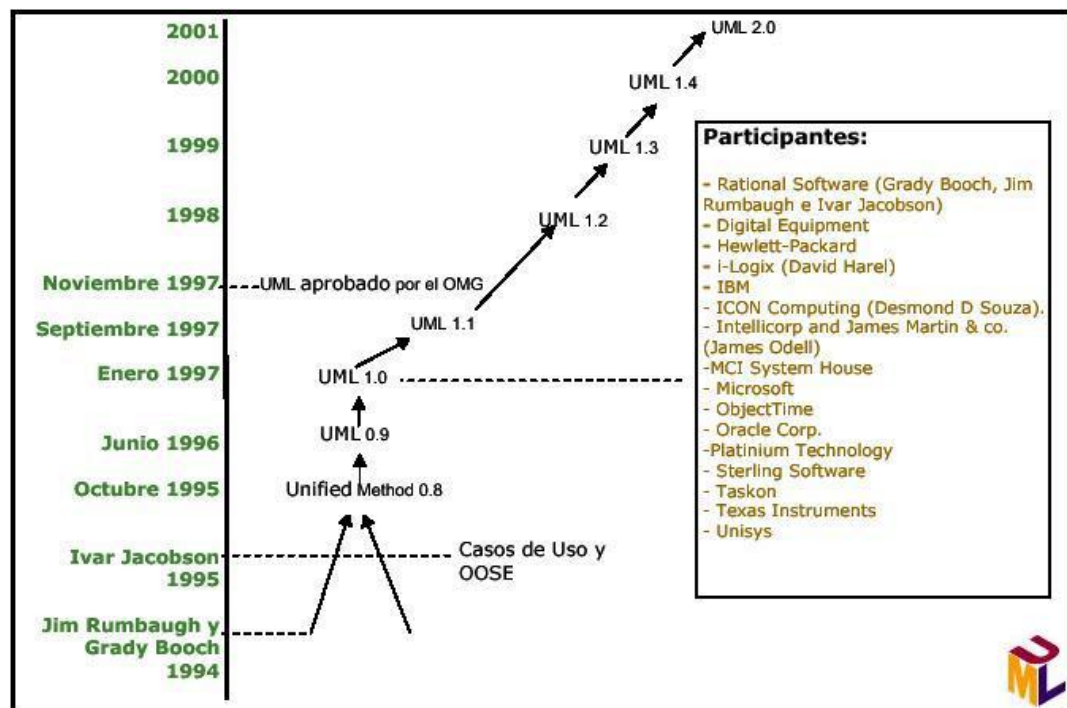 2001
UML 2.0
2000
UML 1.4
1999
UML 1.3
1998
UML 1.2
Noviembre 1997
UML aprobado por el OMG
Septiembre 1997
UML 1.1
Enero 1997
UML 1.0
Junio 1996
UML 0.9
Octubre 1995
Unified Method 0.8
Ivar Jacobson
1995
Casos de Uso y
OOSE
Jim Rumbaugh y
Grady Booch
1994
Participantes:
- Rational Software (Grady Booch, Jim
Rumbaugh e Ivar Jacobson)
- Digital Equipment
- Hewlett-Packard
- i-Logix (David Harel)
- IBM
- ICON Computing (Desmond D Souza).
- Intellicorp and James Martin & co.
(James Odell)
-MCI System House
- Microsoft
- ObjectTime
- Oracle Corp.
-Platinium Technology
- Sterling Software
- Taskon
- Texas Instruments
- Unisys
UML